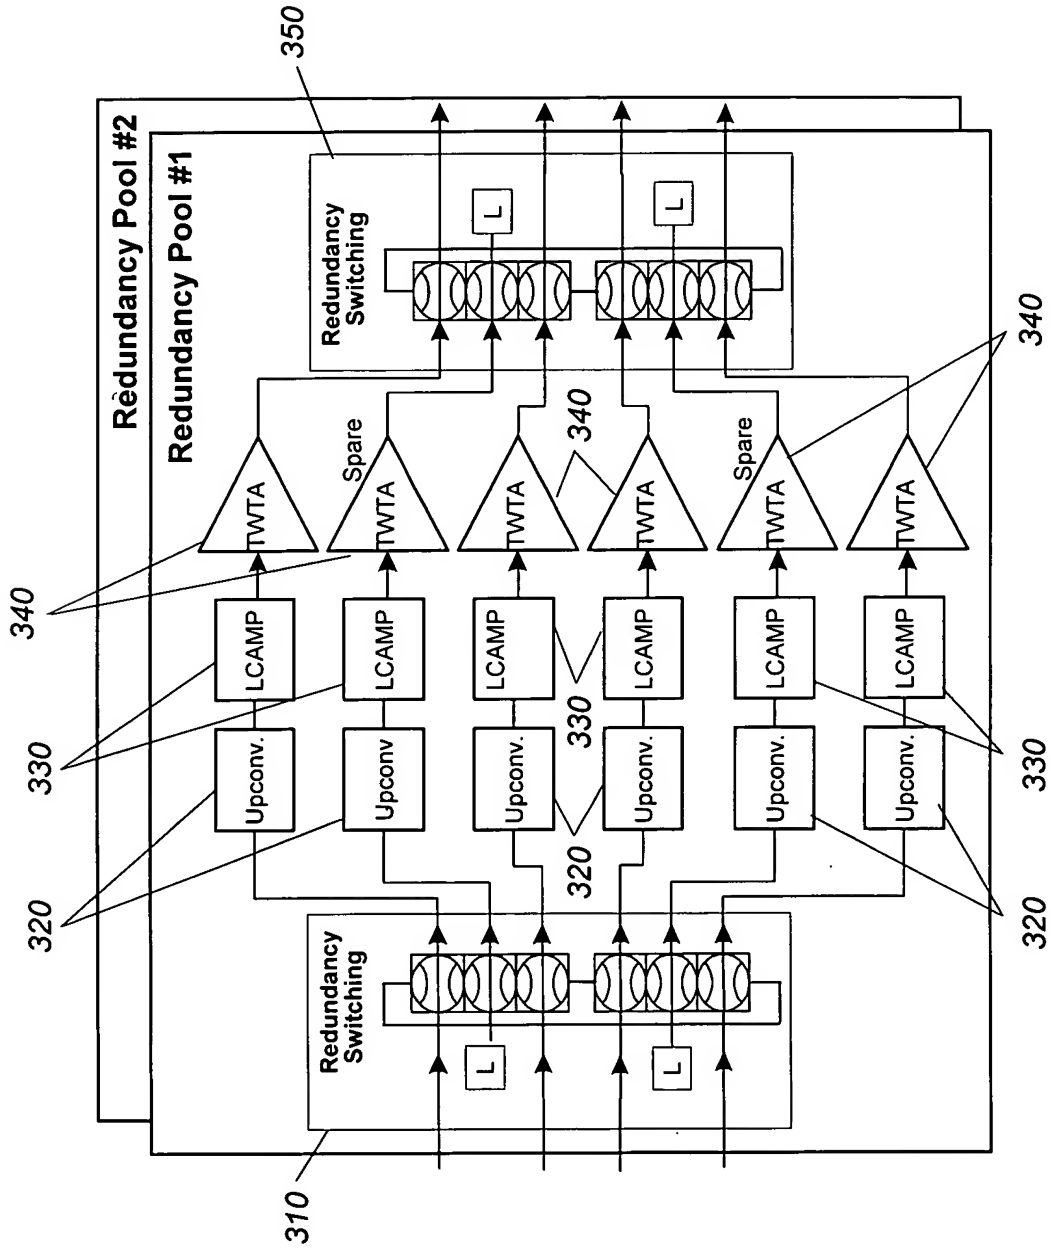 320
330
340
Redundancy Pool #2
Redundancy Pool #1
Upconv.
LCAMP
TWTA
310
350
Redundancy
Switching
Redundancy
Switching
Spare
Upconv
LCAMP
TWTA
L
L
Upconv.
LCAMP
TWTA
320
330
340
Upconv.
LCAMP
TWTA
L
L
Spare
Upconv.
LCAMP
TWTA
Upconv.
LCAMP
TWTA
320
330
340